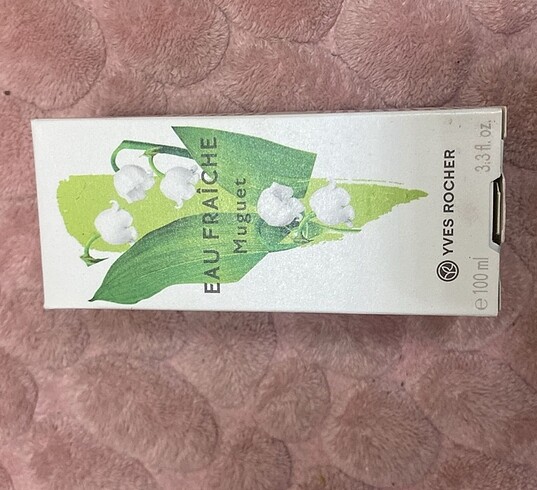 EAU FRAÎCHE
Muguet
YVES ROCHER
℮ 100 ml 3.3 fl. oz.